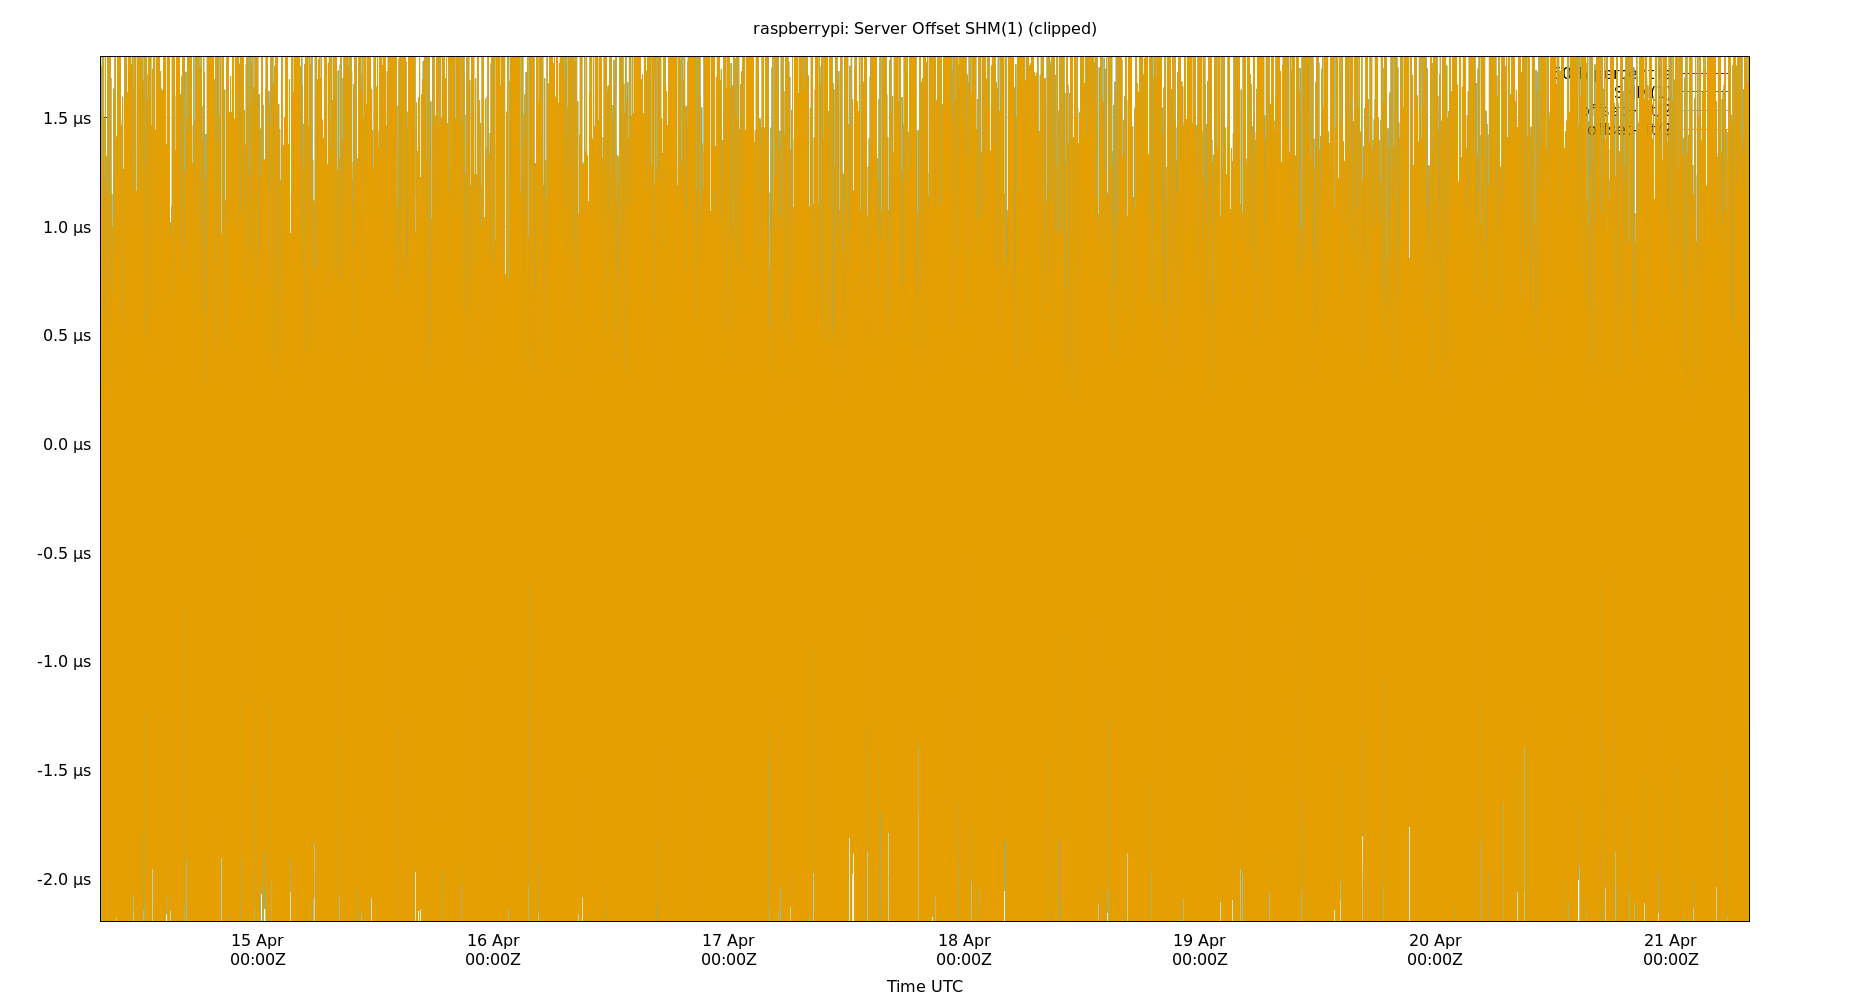 raspberrypi: Server Offset SHM(1) (clipped)
1.5 µs
1.0 µs
0.5 µs
0.0 µs
-0.5 µs
-1.0 µs
-1.5 µs
-2.0 µs
15 Apr
00:00Z
16 Apr
00:00Z
17 Apr
00:00Z
18 Apr
00:00Z
19 Apr
00:00Z
20 Apr
00:00Z
21 Apr
00:00Z
Time UTC